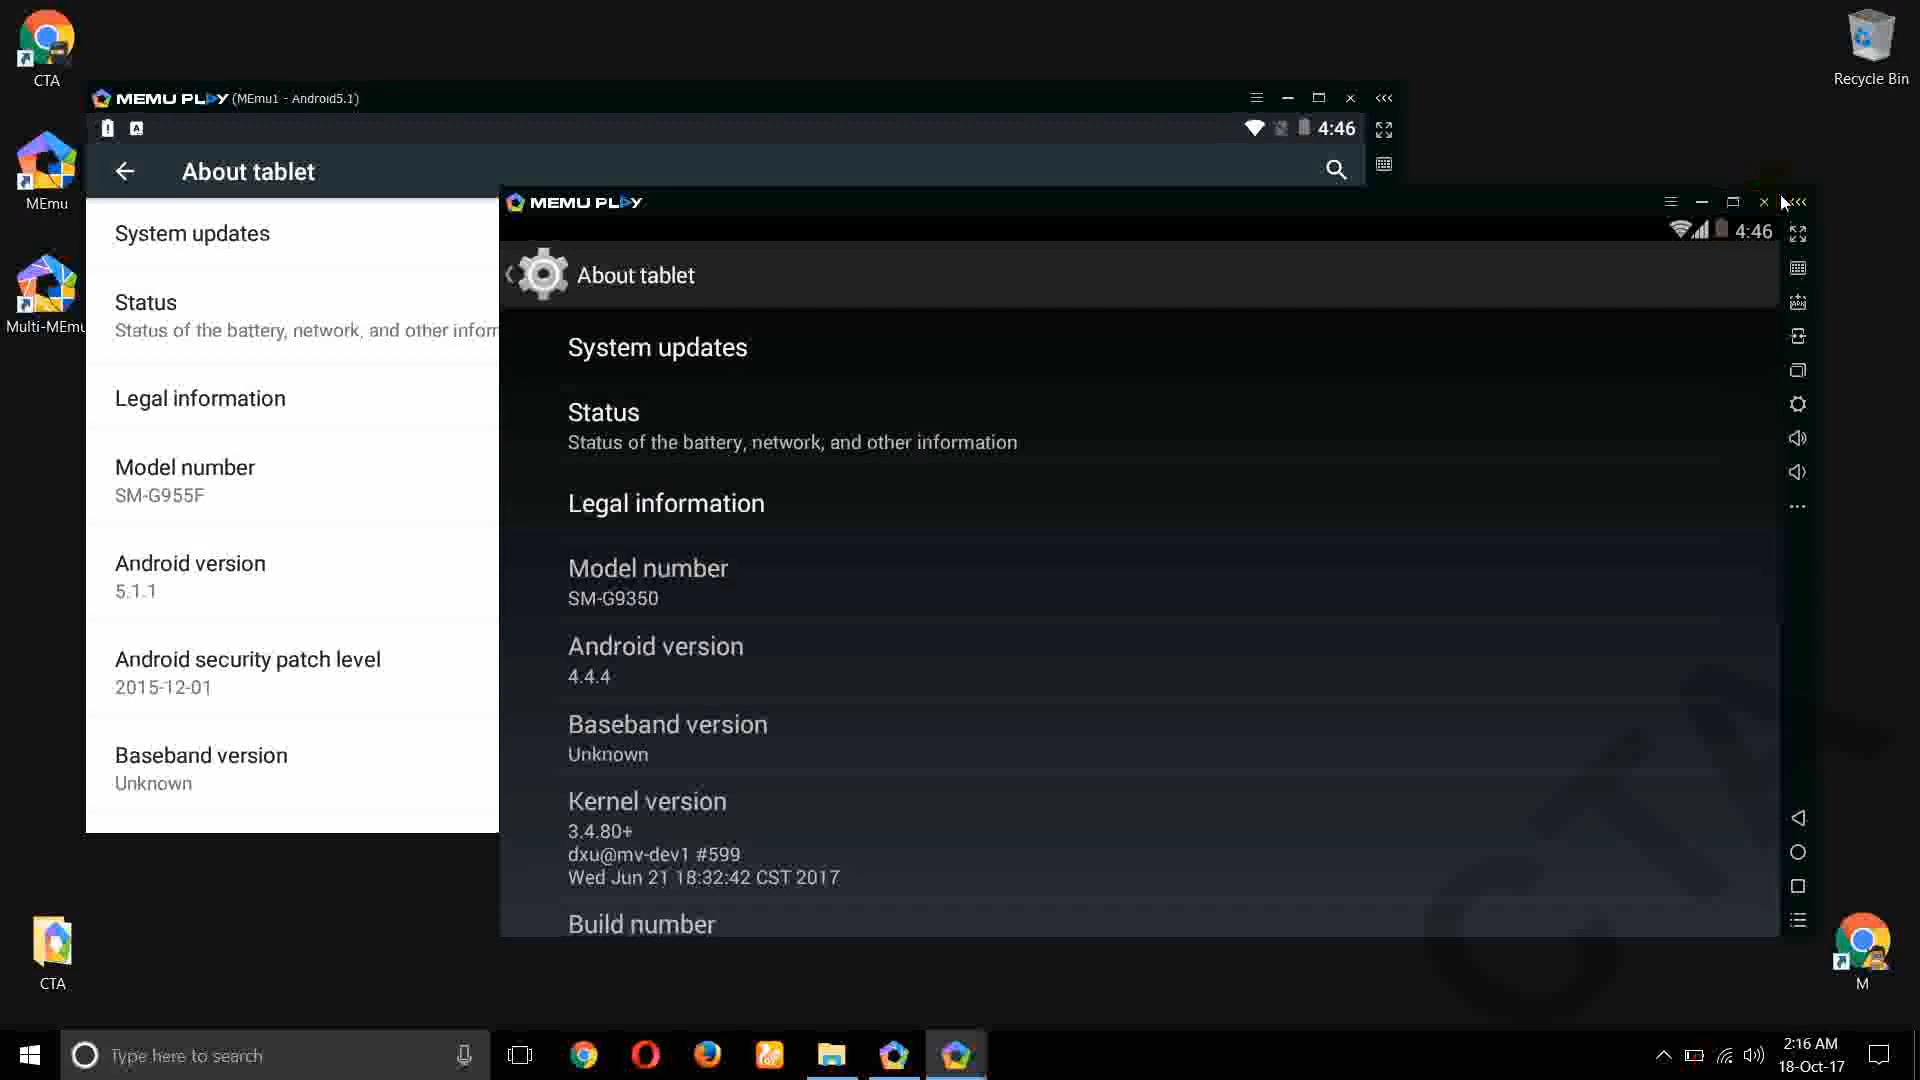 CTA
Recycle Bin
MEMU PLAY (MEmu1 - Android5.1)
4:46
About tablet
MEmu
System updates
Status
Status of the battery, network, and other inforr
Legal information
Model number
SM-G955F
Android version
5.1.1
Android security patch level
2015-12-01
Baseband version
Unknown
Multi-MEmu
MEMU PLAY
4:46
About tablet
System updates
Status
Status of the battery, network, and other information
Legal information
Model number
SM-G9350
Android version
4.4.4
Baseband version
Unknown
Kernel version
3.4.80+
dxu@mv-dev1 #599
Wed Jun 21 18:32:42 CST 2017
Build number
CTA
CTA
M
Type here to search
2:16 AM
18-Oct-17